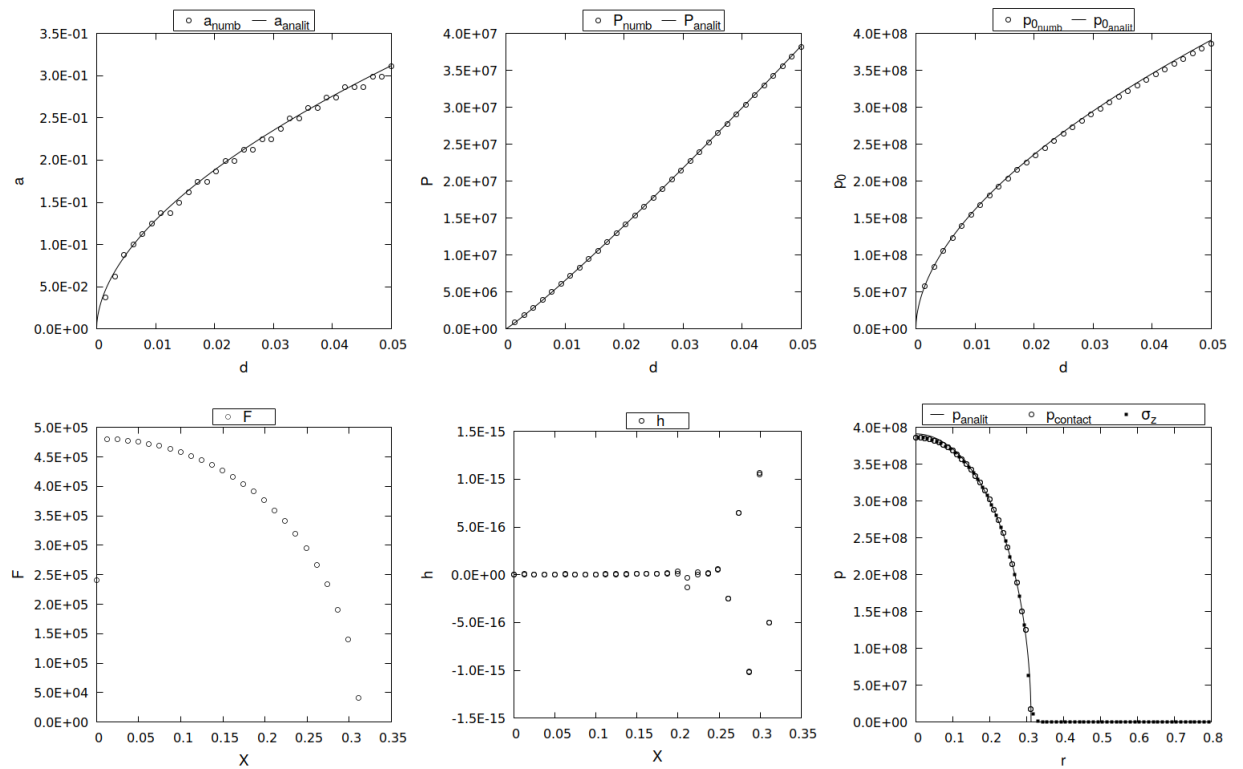 a_numb a_analit
3.5E-01
3.0E-01
2.5E-01
2.0E-01
1.5E-01
1.0E-01
5.0E-02
0.0E+00
a
0 0.01 0.02 0.03 0.04 0.05
d
P_numb P_analit
4.0E+07
3.5E+07
3.0E+07
2.5E+07
2.0E+07
1.5E+07
1.0E+07
5.0E+06
0.0E+00
P
0 0.01 0.02 0.03 0.04 0.05
d
p_0numb p_0analit
4.0E+08
3.5E+08
3.0E+08
2.5E+08
2.0E+08
1.5E+08
1.0E+08
5.0E+07
0.0E+00
p_0
0 0.01 0.02 0.03 0.04 0.05
d
F
5.0E+05
4.5E+05
4.0E+05
3.5E+05
3.0E+05
2.5E+05
2.0E+05
1.5E+05
1.0E+05
5.0E+04
0.0E+00
F
0 0.05 0.1 0.15 0.2 0.25 0.3 0.35
X
h
1.5E-15
1.0E-15
5.0E-16
0.0E+00
-5.0E-16
-1.0E-15
-1.5E-15
h
0 0.05 0.1 0.15 0.2 0.25 0.3 0.35
X
p_analit p_contact σ_z
4.0E+08
3.5E+08
3.0E+08
2.5E+08
2.0E+08
1.5E+08
1.0E+08
5.0E+07
0.0E+00
p
0 0.1 0.2 0.3 0.4 0.5 0.6 0.7 0.8
r